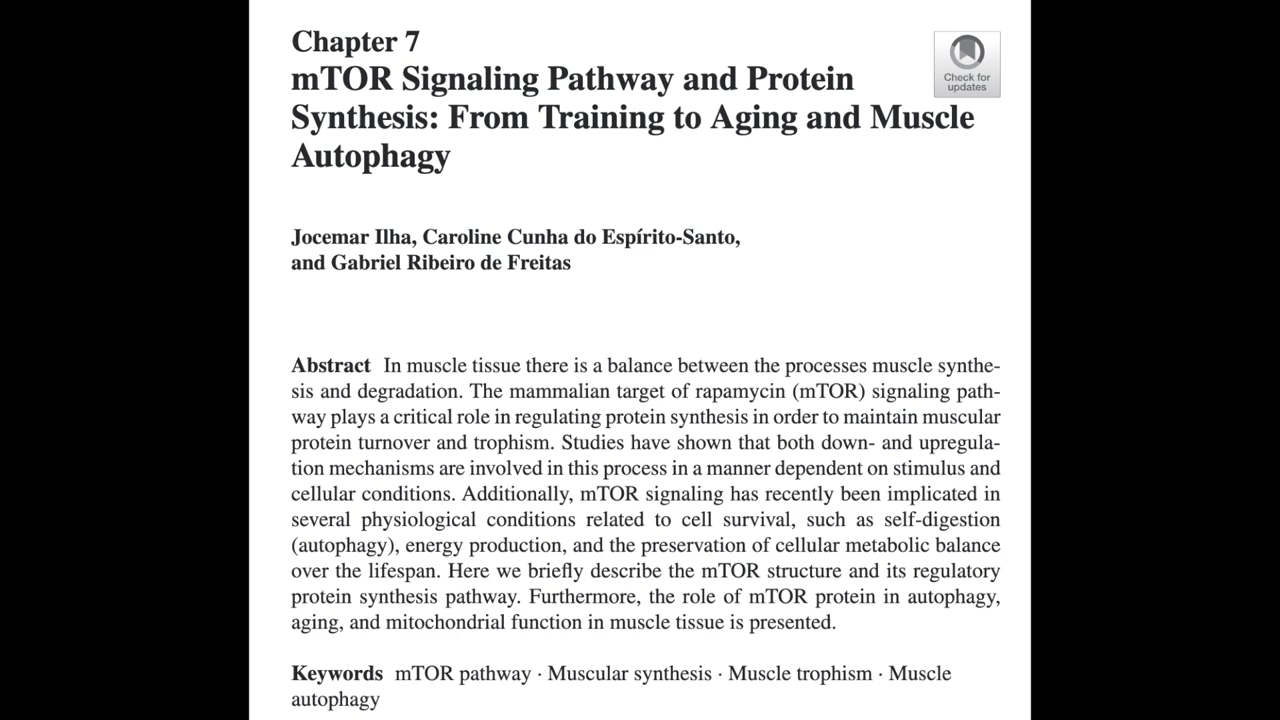 Chapter 7
mTOR Signaling Pathway and Protein
Synthesis: From Training to Aging and Muscle
Autophagy
Check for
updates
Jocemar Ilha, Caroline Cunha do Espírito-Santo,
and Gabriel Ribeiro de Freitas
Abstract In muscle tissue there is a balance between the processes muscle synthe-
sis and degradation. The mammalian target of rapamycin (mTOR) signaling path-
way plays a critical role in regulating protein synthesis in order to maintain muscular
protein turnover and trophism. Studies have shown that both down- and upregula-
tion mechanisms are involved in this process in a manner dependent on stimulus and
cellular conditions. Additionally, mTOR signaling has recently been implicated in
several physiological conditions related to cell survival, such as self-digestion
(autophagy), energy production, and the preservation of cellular metabolic balance
over the lifespan. Here we briefly describe the mTOR structure and its regulatory
protein synthesis pathway. Furthermore, the role of mTOR protein in autophagy,
aging, and mitochondrial function in muscle tissue is presented.
Keywords mTOR pathway · Muscular synthesis · Muscle trophism · Muscle
autophagy